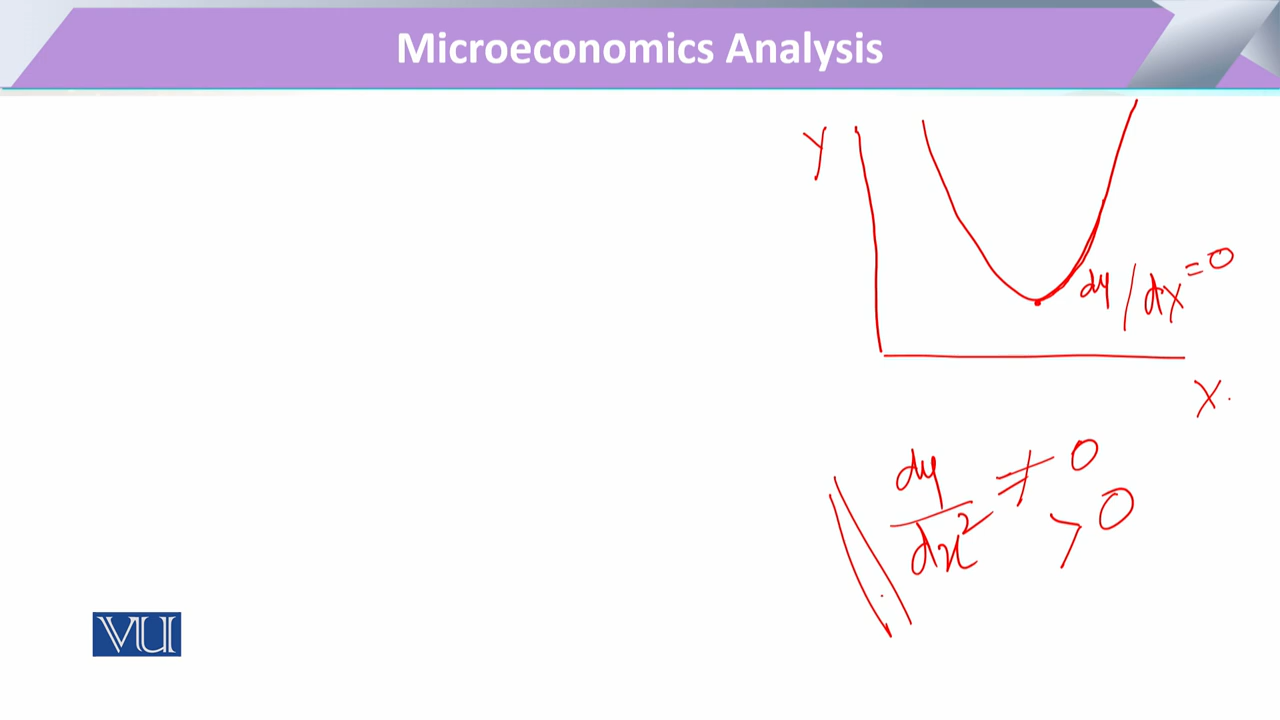 Microeconomics Analysis
y
dy/dx=0
x
dy
≠0
dx²
>0
VU